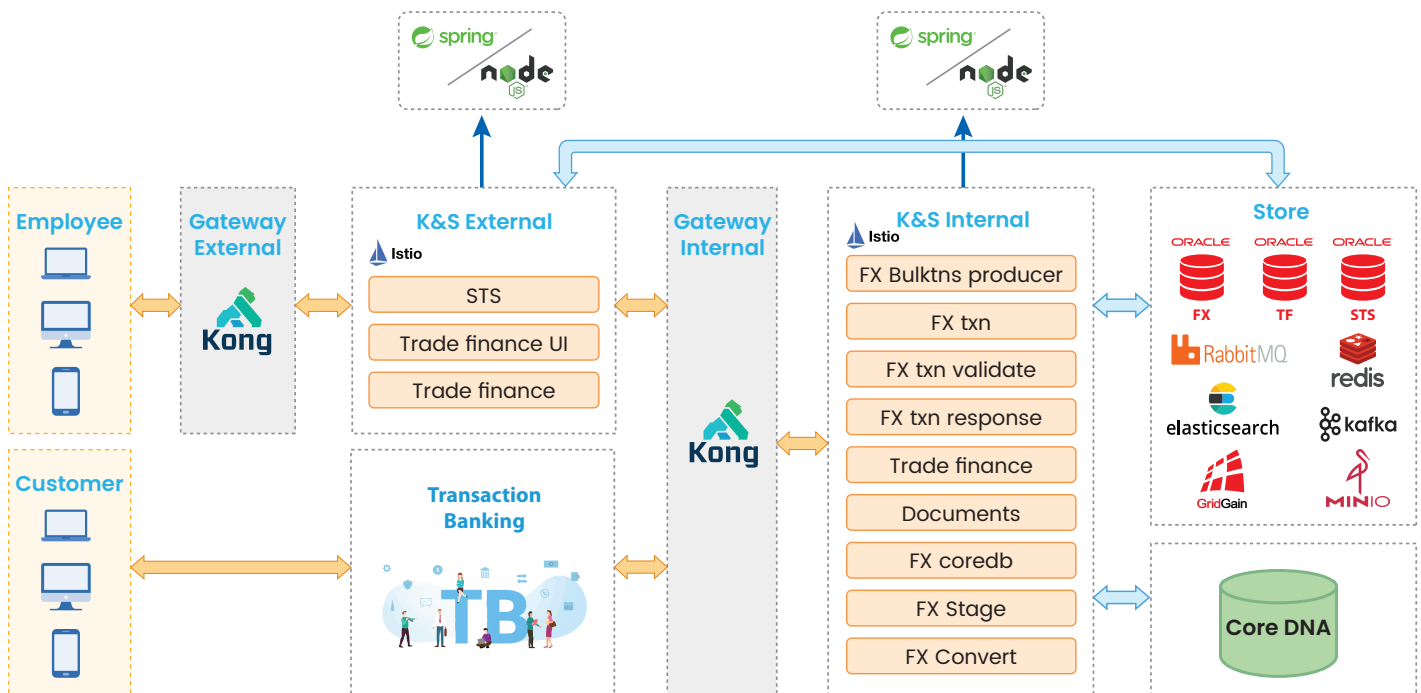 spring
node
JS
spring
node
JS
Employee
Gateway
External
Kong
K&S External
Istio
STS
Trade finance UI
Trade finance
Gateway
Internal
Kong
K&S Internal
Istio
FX Bulktns producer
FX txn
FX txn validate
FX txn response
Trade finance
Documents
FX coredb
FX Stage
FX Convert
Store
ORACLE ORACLE ORACLE
FX TF STS
RabbitMQ
redis
elasticsearch
kafka
GridGain
MINIO
Customer
Transaction
Banking
TB
Core DNA